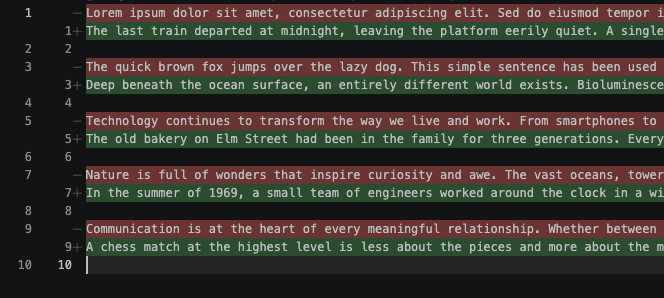 1 − Lorem ipsum dolor sit amet, consectetur adipiscing elit. Sed do eiusmod tempor i
1+ The last train departed at midnight, leaving the platform eerily quiet. A single
2 2
3 − The quick brown fox jumps over the lazy dog. This simple sentence has been used
3+ Deep beneath the ocean surface, an entirely different world exists. Bioluminesce
4 4
5 − Technology continues to transform the way we live and work. From smartphones to
5+ The old bakery on Elm Street had been in the family for three generations. Every
6 6
7 − Nature is full of wonders that inspire curiosity and awe. The vast oceans, tower
7+ In the summer of 1969, a small team of engineers worked around the clock in a wi
8 8
9 − Communication is at the heart of every meaningful relationship. Whether between
9+ A chess match at the highest level is less about the pieces and more about the m
10 10